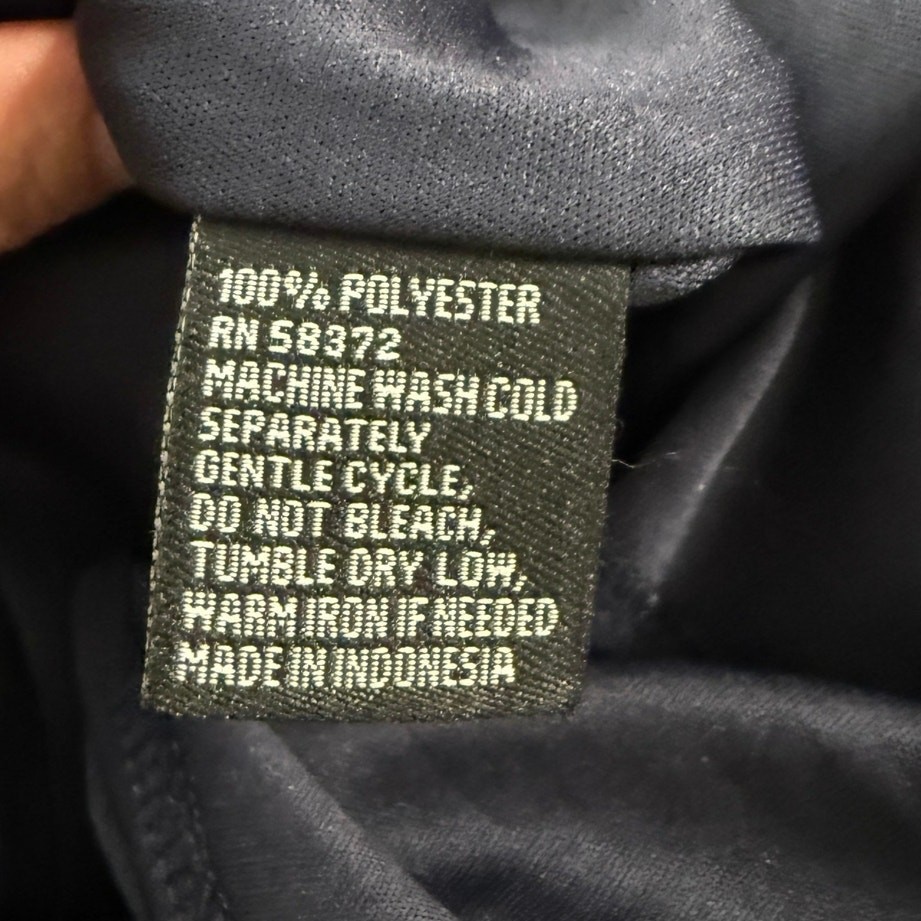 100% POLYESTER
RN 58372
MACHINE WASH COLD
SEPARATELY
GENTLE CYCLE,
DO NOT BLEACH,
TUMBLE DRY LOW,
WARM IRON IF NEEDED
MADE IN INDONESIA